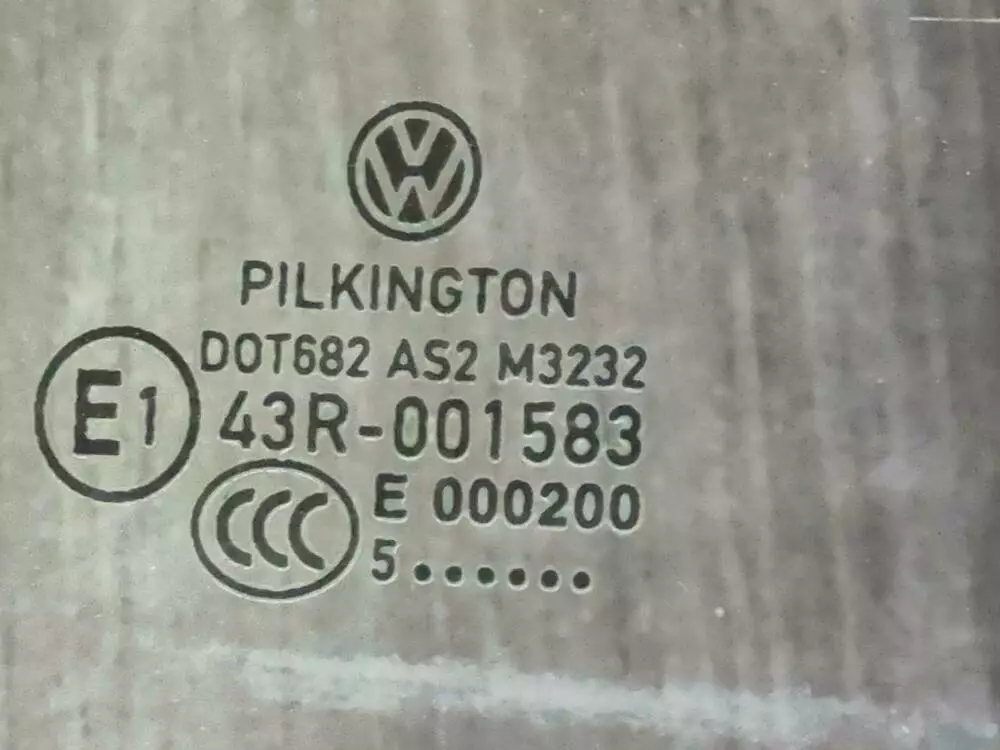 PILKINGTON
DOT682 AS2 M3232
E1
43R-001583
CCC
E 000200
5••••••